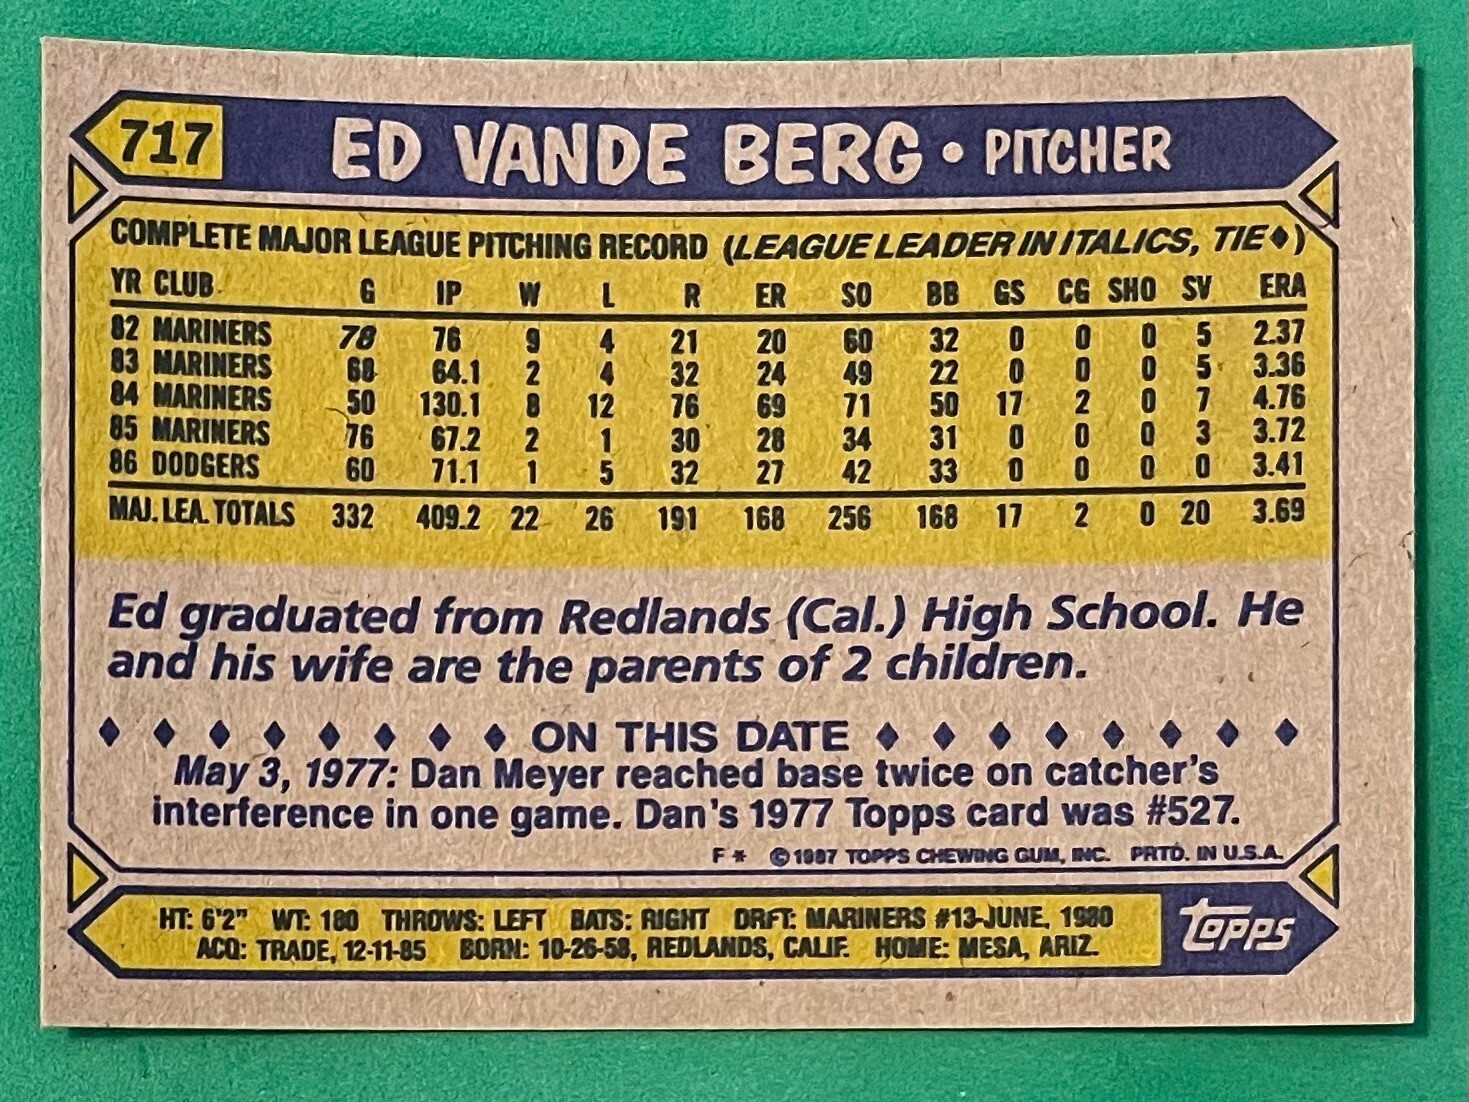 717 ED VANDE BERG • PITCHER
COMPLETE MAJOR LEAGUE PITCHING RECORD (LEAGUE LEADER IN ITALICS, TIE♦)
YR CLUB G IP W L R ER SO BB GS CG SHO SV ERA
82 MARINERS 78 76 9 4 21 20 60 32 0 0 0 5 2.37
83 MARINERS 68 64.1 2 4 32 24 49 22 0 0 0 5 3.36
84 MARINERS 50 130.1 8 12 76 69 71 50 17 2 0 7 4.76
85 MARINERS 76 67.2 2 1 30 28 34 31 0 0 0 3 3.72
86 DODGERS 60 71.1 1 5 32 27 42 33 0 0 0 0 3.41
MAJ. LEA. TOTALS 332 409.2 22 26 191 168 256 168 17 2 0 20 3.69
Ed graduated from Redlands (Cal.) High School. He
and his wife are the parents of 2 children.
♦ ♦ ♦ ♦ ♦ ♦ ♦ ♦ ON THIS DATE ♦ ♦ ♦ ♦ ♦ ♦ ♦ ♦
May 3, 1977: Dan Meyer reached base twice on catcher's
interference in one game. Dan's 1977 Topps card was #527.
F * © 1987 TOPPS CHEWING GUM, INC. PRTD. IN U.S.A.
HT: 6'2" WT: 180 THROWS: LEFT BATS: RIGHT DRFT: MARINERS #13-JUNE, 1980
ACQ: TRADE, 12-11-85 BORN: 10-26-58, REDLANDS, CALIF. HOME: MESA, ARIZ.
topps